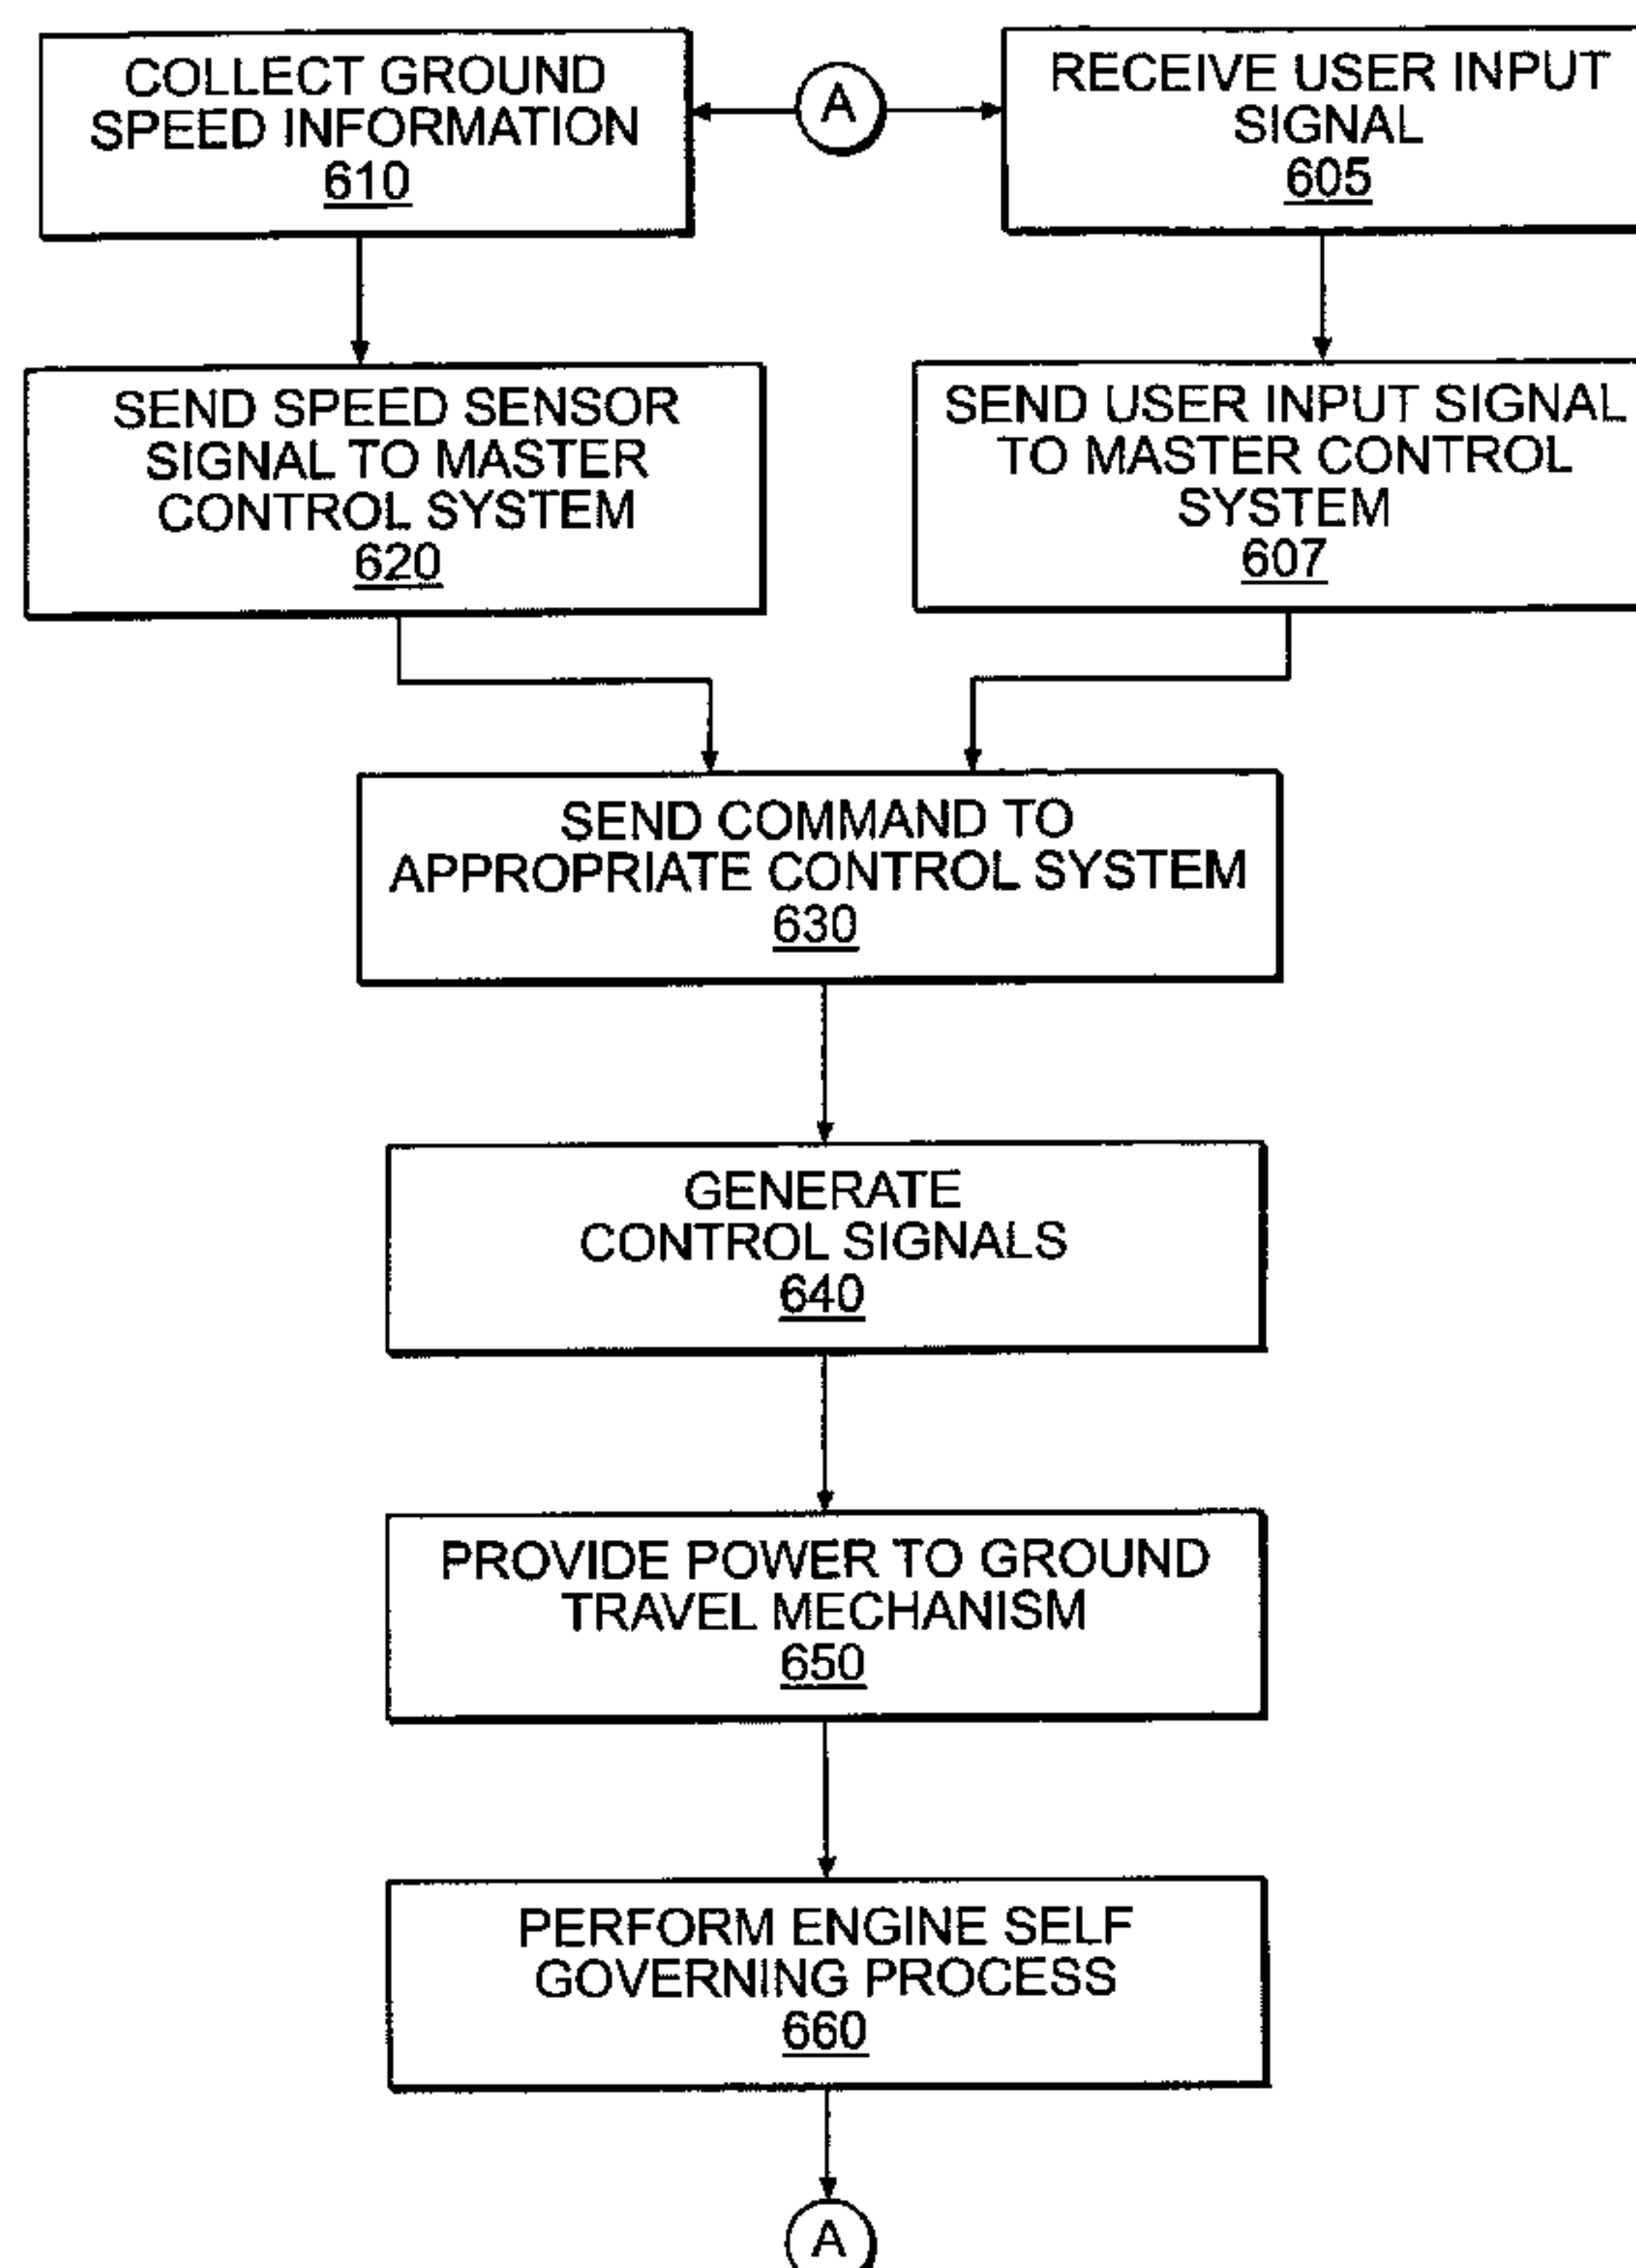 COLLECT GROUND
SPEED INFORMATION
610
A
RECEIVE USER INPUT
SIGNAL
605
SEND SPEED SENSOR
SIGNAL TO MASTER
CONTROL SYSTEM
620
SEND USER INPUT SIGNAL
TO MASTER CONTROL
SYSTEM
607
SEND COMMAND TO
APPROPRIATE CONTROL SYSTEM
630
GENERATE
CONTROL SIGNALS
640
PROVIDE POWER TO GROUND
TRAVEL MECHANISM
650
PERFORM ENGINE SELF
GOVERNING PROCESS
660
A